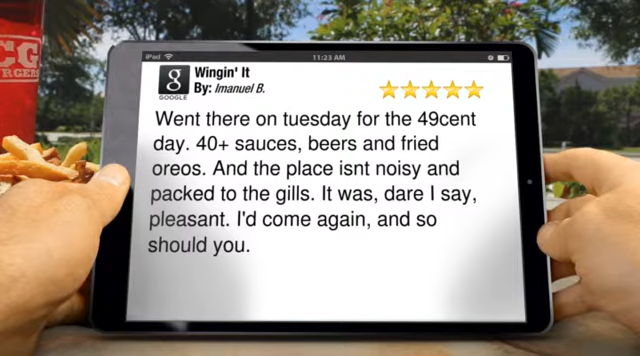 CG
RGERS
iPad
11:23 AM
g
GOOGLE
Wingin' It
By: Imanuel B.
Went there on tuesday for the 49cent
day. 40+ sauces, beers and fried
oreos. And the place isnt noisy and
packed to the gills. It was, dare I say,
pleasant. I'd come again, and so
should you.